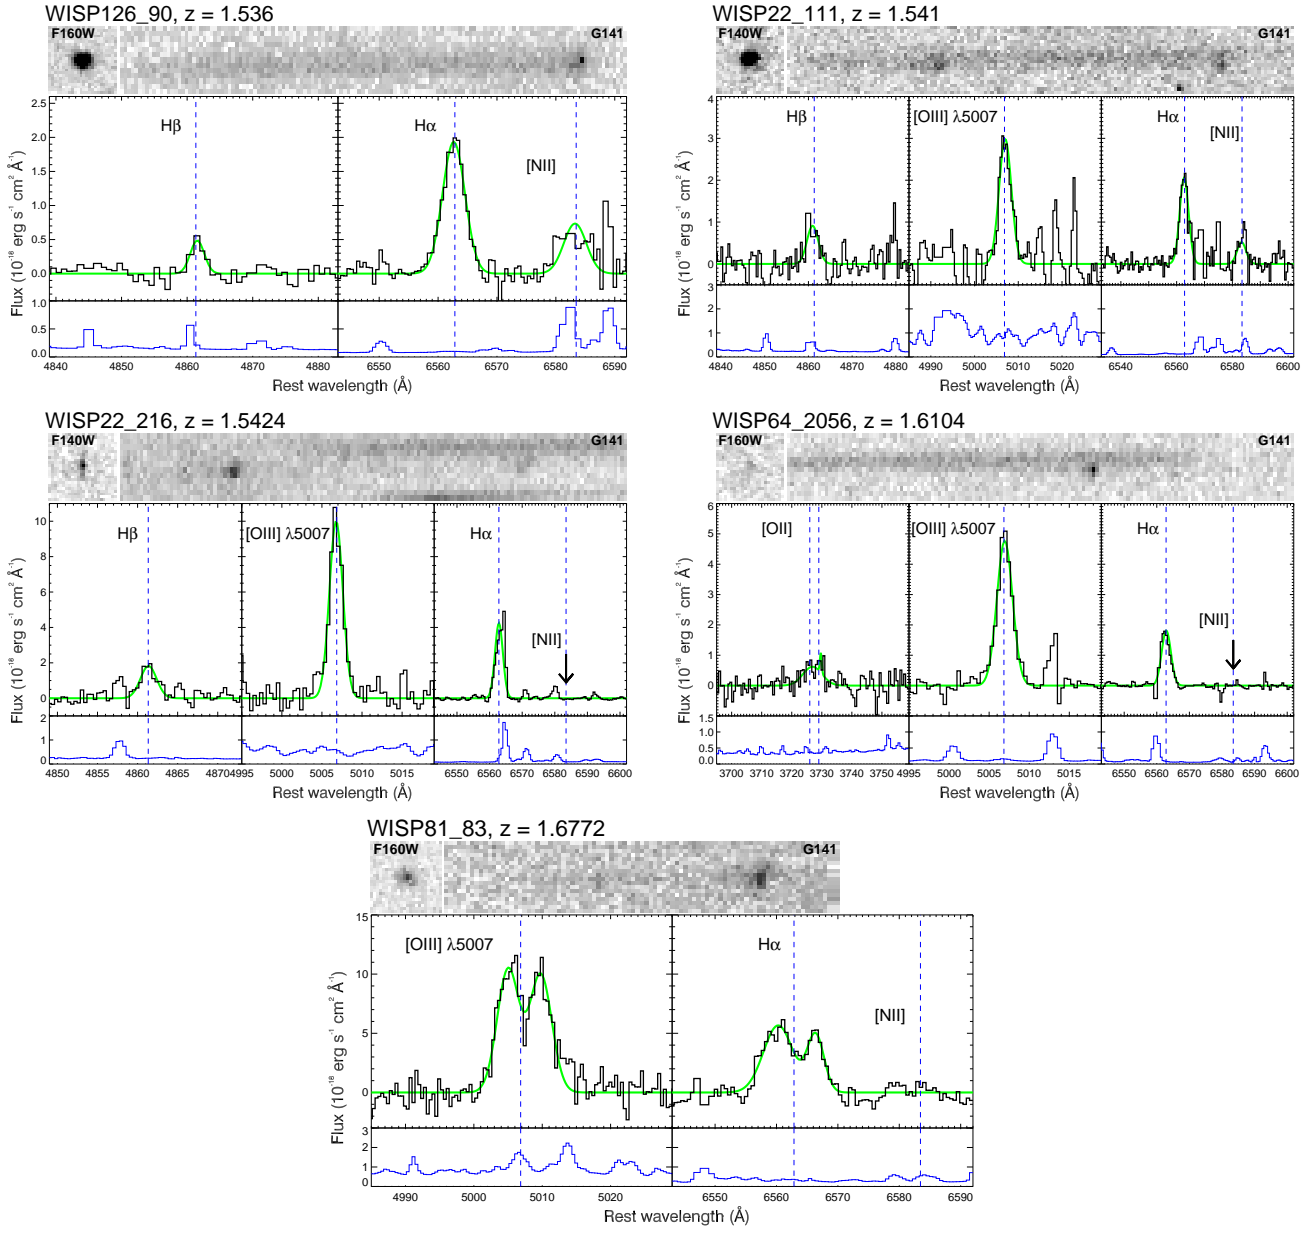 WISP126_90, z = 1.536
F160W
G141
Hβ
Hα
[NII]
Flux (10⁻¹⁸ erg s⁻¹ cm² Å⁻¹)
2.5
2.0
1.5
1.0
0.5
0.0
1.0
0.5
0.0
4840 4850 4860 4870 4880
6550 6560 6570 6580 6590
Rest wavelength (Å)
WISP22_111, z = 1.541
F140W
G141
Hβ
[OIII] λ5007
Hα
[NII]
Flux (10⁻¹⁸ erg s⁻¹ cm² Å⁻¹)
4
3
2
1
0
3
2
1
0
4840 4850 4860 4870 4880
4990 5000 5010 5020
6540 6560 6580 6600
Rest wavelength (Å)
WISP22_216, z = 1.5424
F140W
G141
Hβ
[OIII] λ5007
Hα
[NII]
Flux (10⁻¹⁸ erg s⁻¹ cm² Å⁻¹)
10
8
6
4
2
0
2
1
0
4850 4855 4860 4865 4870
4995 5000 5005 5010 5015
6550 6560 6570 6580 6590 6600
Rest wavelength (Å)
WISP64_2056, z = 1.6104
F160W
G141
[OII]
[OIII] λ5007
Hα
[NII]
Flux (10⁻¹⁸ erg s⁻¹ cm² Å⁻¹)
6
5
4
3
2
1
0
1.5
1.0
0.5
0.0
3700 3710 3720 3730 3740 3750
4995 5000 5005 5010 5015
6550 6560 6570 6580 6590 6600
Rest wavelength (Å)
WISP81_83, z = 1.6772
F160W
G141
[OIII] λ5007
Hα
[NII]
Flux (10⁻¹⁸ erg s⁻¹ cm² Å⁻¹)
15
10
5
0
3
2
1
0
4990 5000 5010 5020
6550 6560 6570 6580 6590
Rest wavelength (Å)